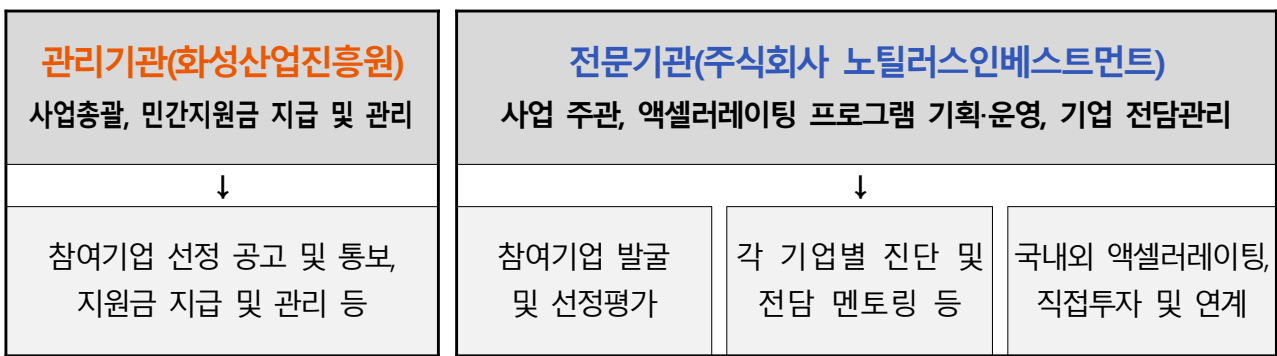 관리기관(화성산업진흥원)
사업총괄, 민간지원금 지급 및 관리
↓
참여기업 선정 공고 및 통보,
지원금 지급 및 관리 등
전문기관(주식회사 노틸러스인베스트먼트)
사업 주관, 액셀러레이팅 프로그램 기획·운영, 기업 전담관리
↓
참여기업 발굴
및 선정평가
각 기업별 진단 및
전담 멘토링 등
국내외 액셀러레이팅,
직접투자 및 연계